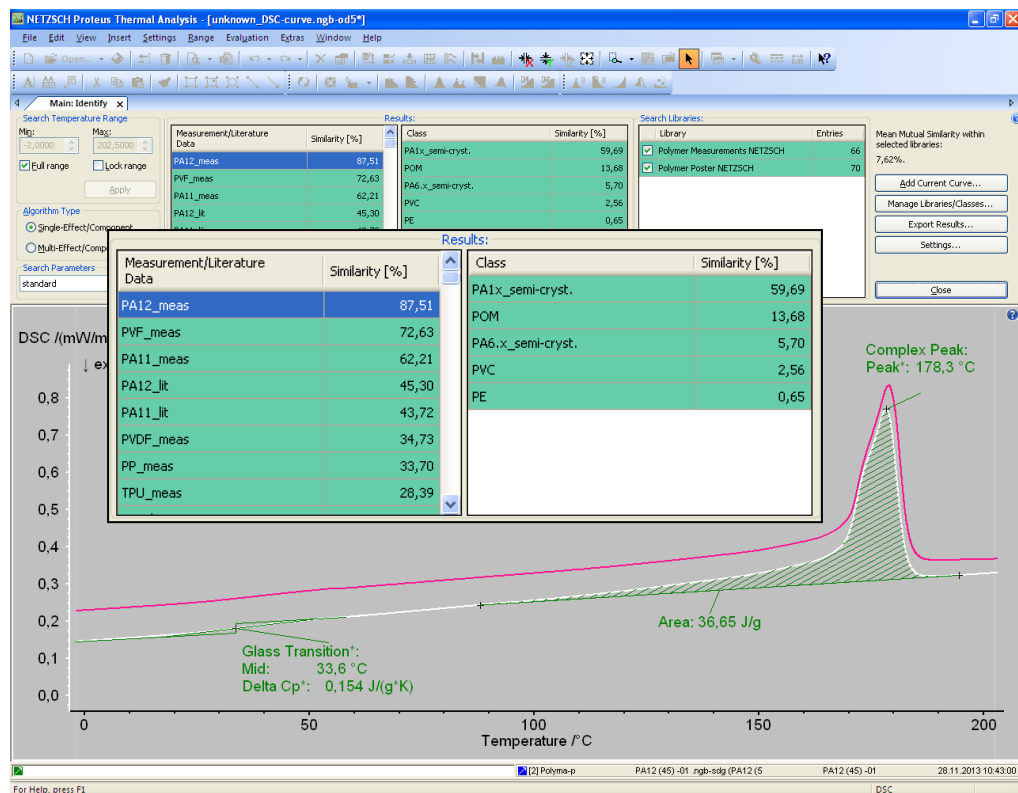 NETZSCH Proteus Thermal Analysis - [unknown_DSC-curve.ngb-od5*]
File Edit View Insert Settings Range Evaluation Extras Window Help
Open...
Main: Identify x
Search Temperature Range
Min: Max:
-2,0000 202,5000
Full range Lock range
Apply
Algorithm Type
Single-Effect/Component
Multi-Effect/Compo
Search Parameters
standard
Results:
Measurement/Literature Data Similarity [%]
PA12_meas 87,51
PVF_meas 72,63
PA11_meas 62,21
PA12_lit 45,30
Class Similarity [%]
PA1x_semi-cryst. 59,69
POM 13,68
PA6.x_semi-cryst. 5,70
PVC 2,56
PE 0,65
Search Libraries:
Library Entries
Polymer Measurements NETZSCH 66
Polymer Poster NETZSCH 70
Mean Mutual Similarity within
selected libraries:
7,62%.
Add Current Curve...
Manage Libraries/Classes...
Export Results...
Settings...
Close
Results:
Measurement/Literature
Data Similarity [%]
PA12_meas 87,51
PVF_meas 72,63
PA11_meas 62,21
PA12_lit 45,30
PA11_lit 43,72
PVDF_meas 34,73
PP_meas 33,70
TPU_meas 28,39
Class Similarity [%]
PA1x_semi-cryst. 59,69
POM 13,68
PA6.x_semi-cryst. 5,70
PVC 2,56
PE 0,65
DSC /(mW/m
↓ ex
Complex Peak:
Peak*: 178,3 °C
0,8
0,7
0,6
0,5
0,4
0,3
0,2
0,1
0,0
Area: 36,65 J/g
Glass Transition*:
Mid: 33,6 °C
Delta Cp*: 0,154 J/(g*K)
0 50 100 150 200
Temperature /°C
[2] Polyma-p PA12 (45) -01 .ngb-sdg (PA12 (5 PA12 (45) -01 28.11.2013 10:43:00
For Help, press F1 DSC